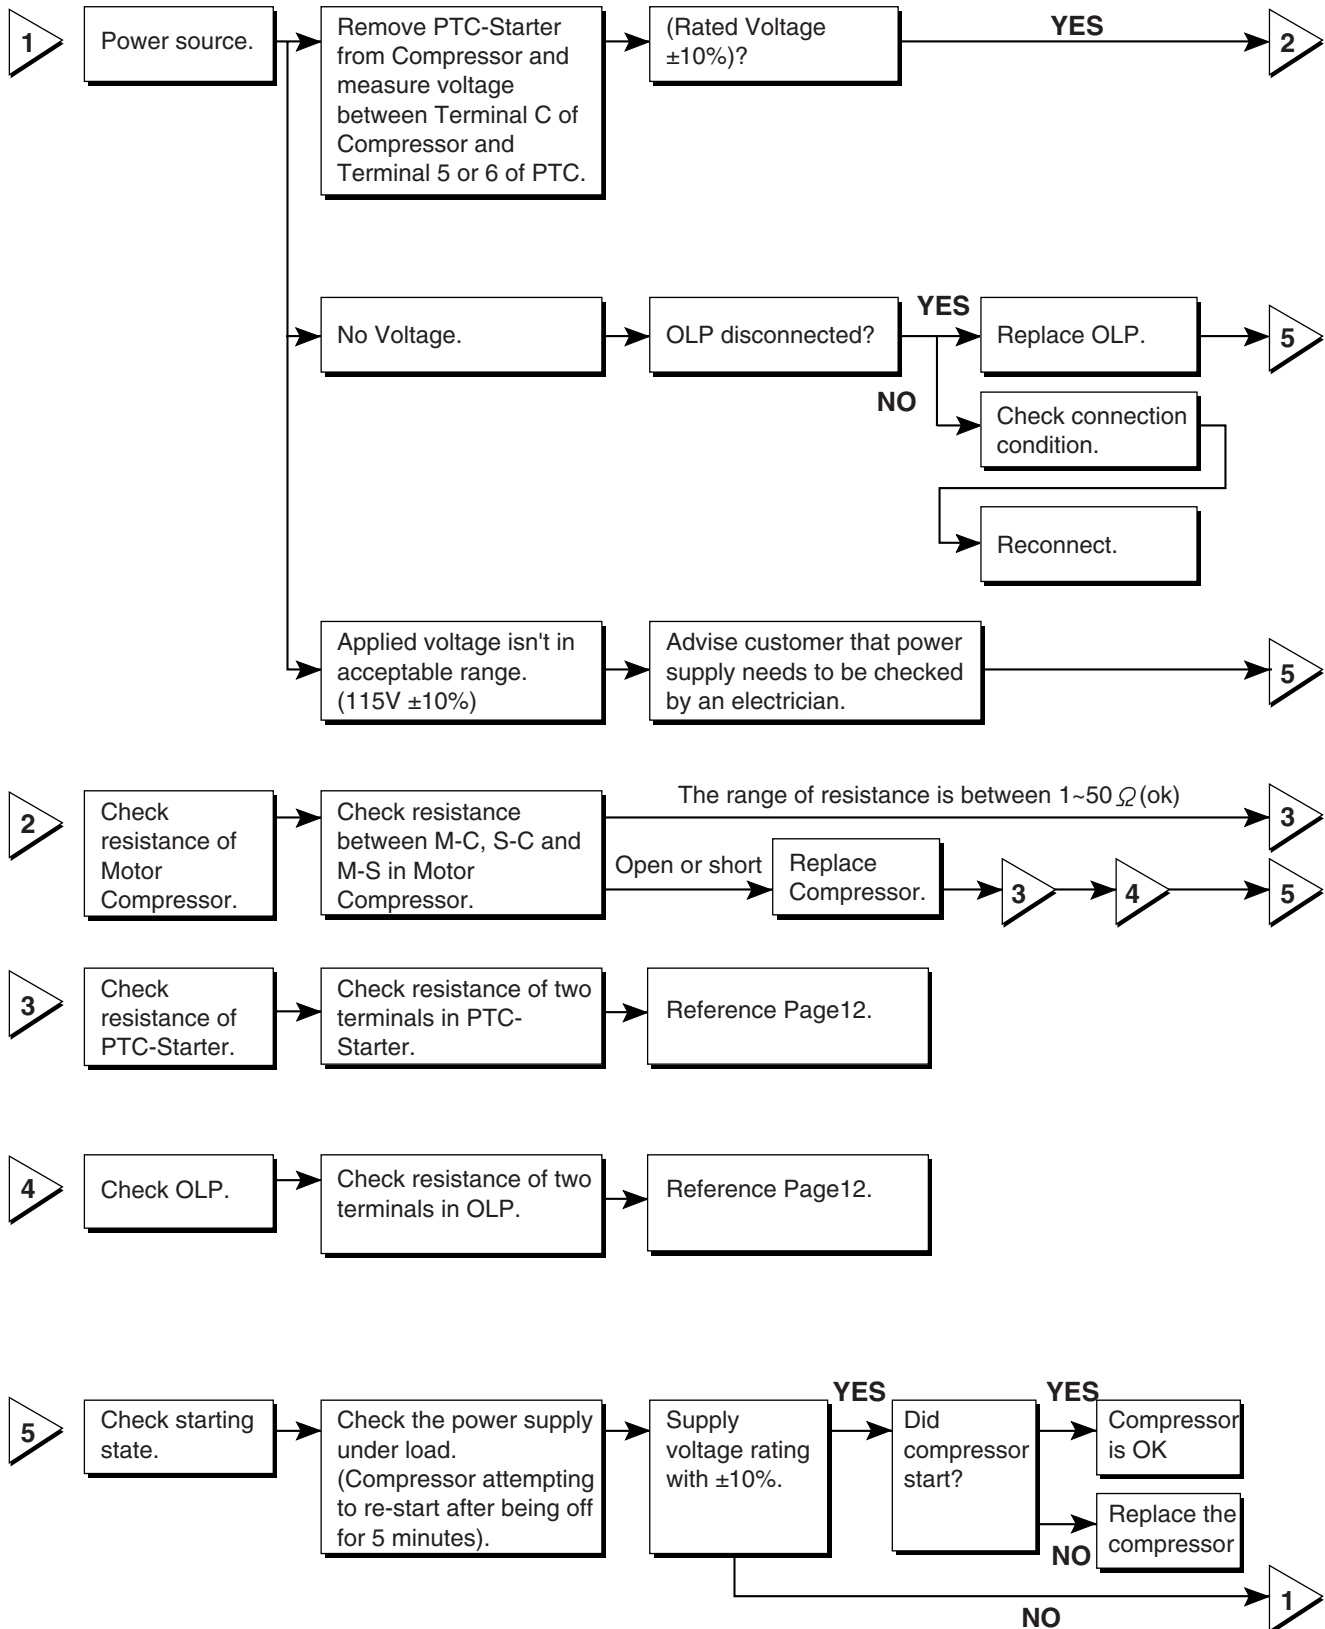 1
Power source.
Remove PTC-Starter
from Compressor and
measure voltage
between Terminal C of
Compressor and
Terminal 5 or 6 of PTC.
(Rated Voltage
±10%)?
YES
2
No Voltage.
OLP disconnected?
YES
Replace OLP.
5
NO
Check connection
condition.
Reconnect.
Applied voltage isn't in
acceptable range.
(115V ±10%)
Advise customer that power
supply needs to be checked
by an electrician.
5
2
Check
resistance of
Motor
Compressor.
Check resistance
between M-C, S-C and
M-S in Motor
Compressor.
The range of resistance is between 1~50 Ω (ok)
3
Open or short
Replace
Compressor.
3
4
5
3
Check
resistance of
PTC-Starter.
Check resistance of two
terminals in PTC-
Starter.
Reference Page12.
4
Check OLP.
Check resistance of two
terminals in OLP.
Reference Page12.
5
Check starting
state.
Check the power supply
under load.
(Compressor attempting
to re-start after being off
for 5 minutes).
Supply
voltage rating
with ±10%.
YES
Did
compressor
start?
YES
Compressor
is OK
NO
Replace the
compressor
NO
1